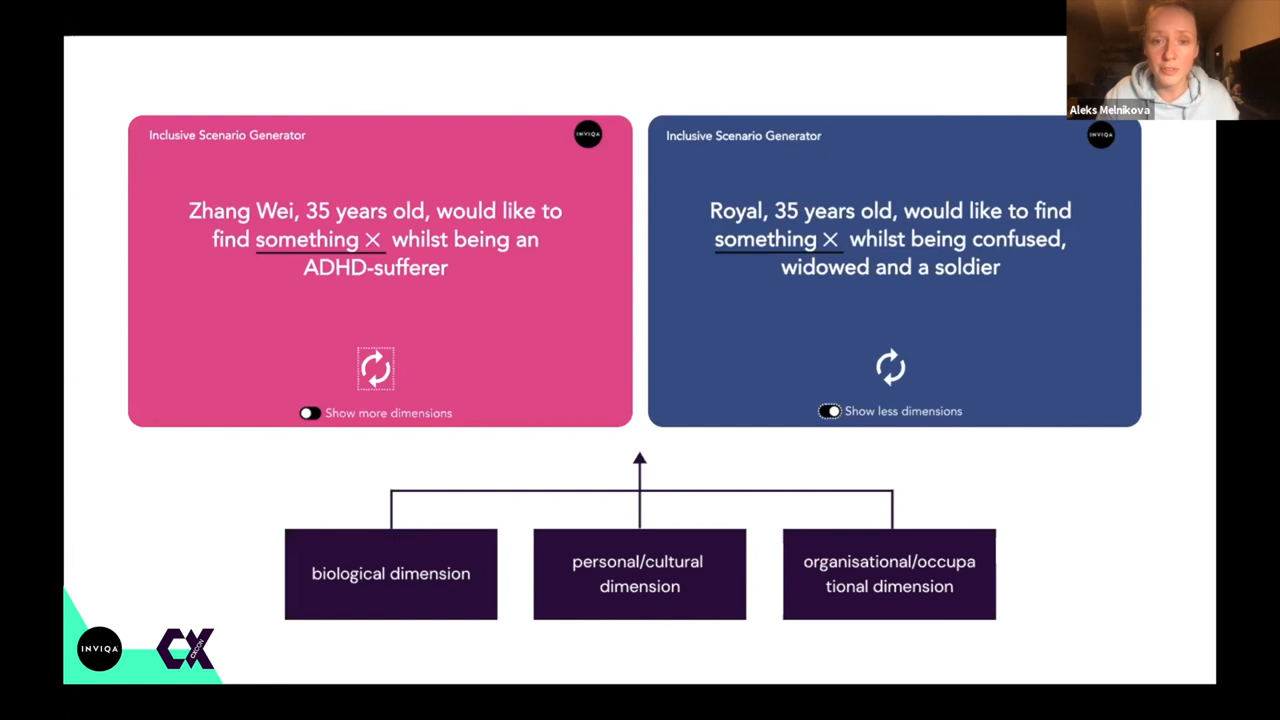 Aleks Melnikova
Inclusive Scenario Generator
INVIQA
Zhang Wei, 35 years old, would like to
find something × whilst being an
ADHD-sufferer
Show more dimensions
Inclusive Scenario Generator
INVIQA
Royal, 35 years old, would like to find
something × whilst being confused,
widowed and a soldier
Show less dimensions
biological dimension
personal/cultural
dimension
organisational/occupa
tional dimension
INVIQA
CX
CXCON